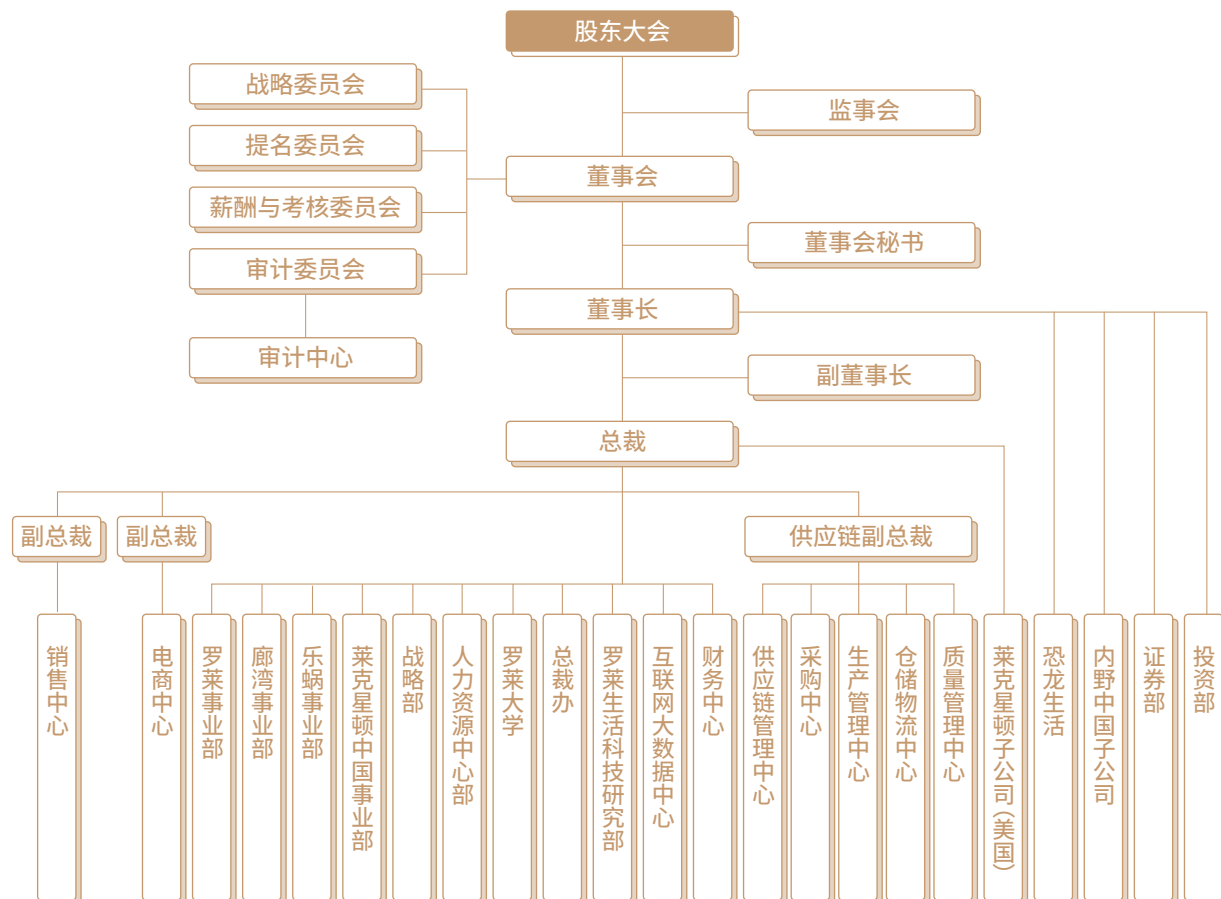 股东大会
战略委员会
监事会
提名委员会
董事会
薪酬与考核委员会
董事会秘书
审计委员会
董事长
审计中心
副董事长
总裁
副总裁
副总裁
供应链副总裁
销售中心
电商中心
罗莱事业部
廊湾事业部
乐蜗事业部
莱克星顿中国事业部
战略部
人力资源中心部
罗莱大学
总裁办
罗莱生活科技研究部
互联网大数据中心
财务中心
供应链管理中心
采购中心
生产管理中心
仓储物流中心
质量管理中心
莱克星顿子公司(美国)
恐龙生活
内野中国子公司
证券部
投资部